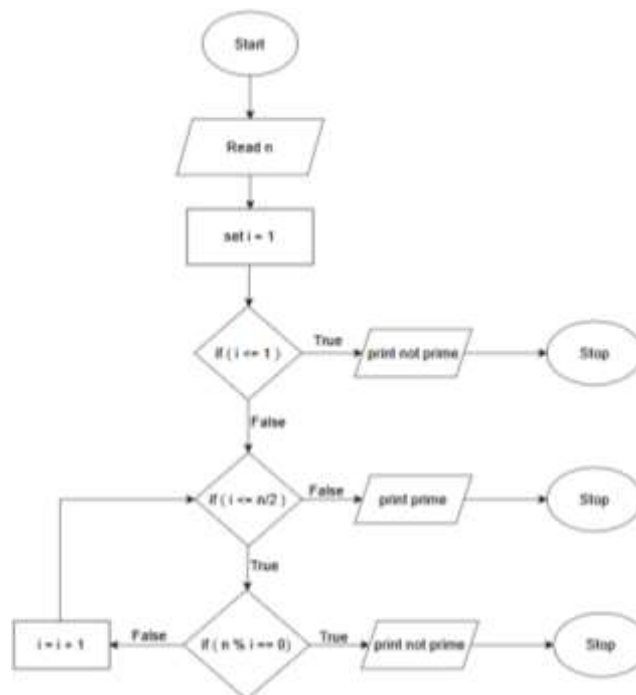 Start
Read n
set i = 1
if ( i <= 1 )
True
print not prime
Stop
False
if ( i <= n/2 )
False
print prime
Stop
True
i = i + 1
False
if ( n % i == 0)
True
print not prime
Stop